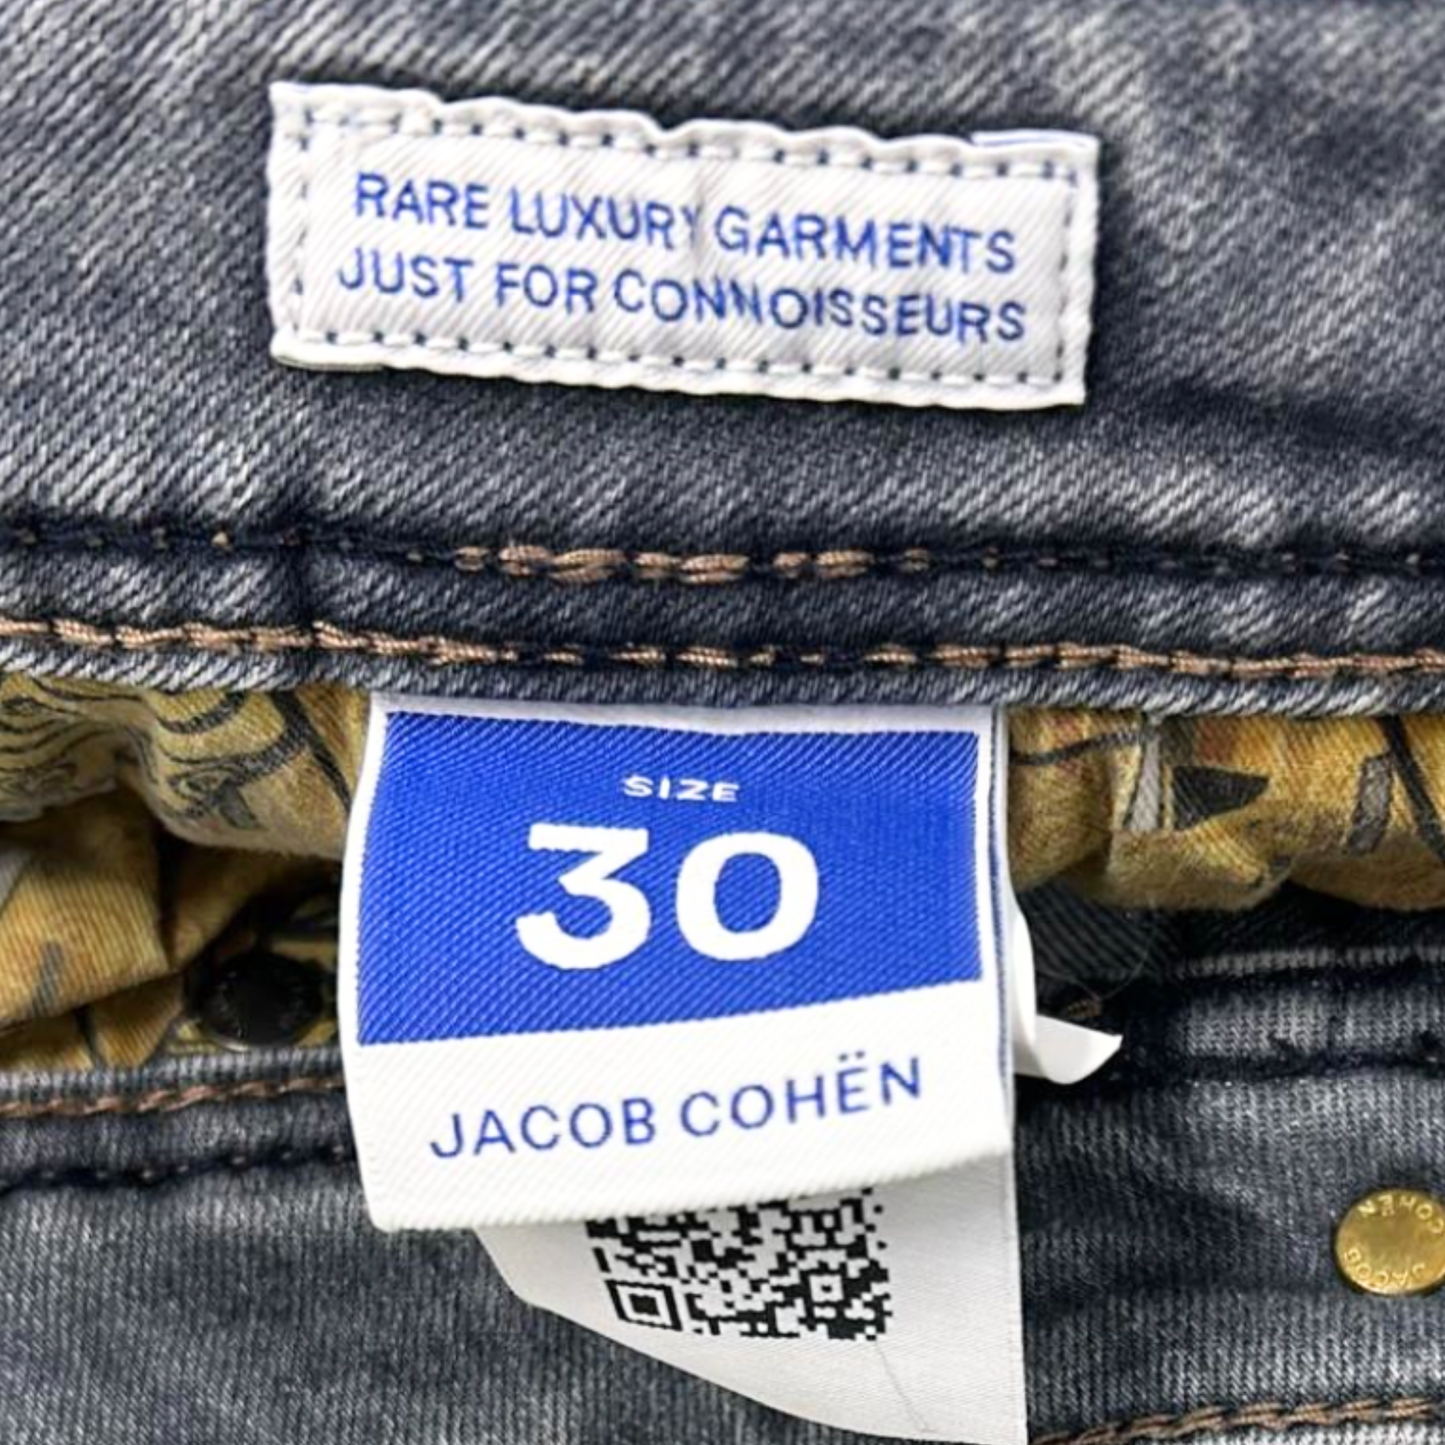 RARE LUXURY GARMENTS
JUST FOR CONNOISSEURS
SIZE
30
JACOB COHËN
JACOB
COHËN